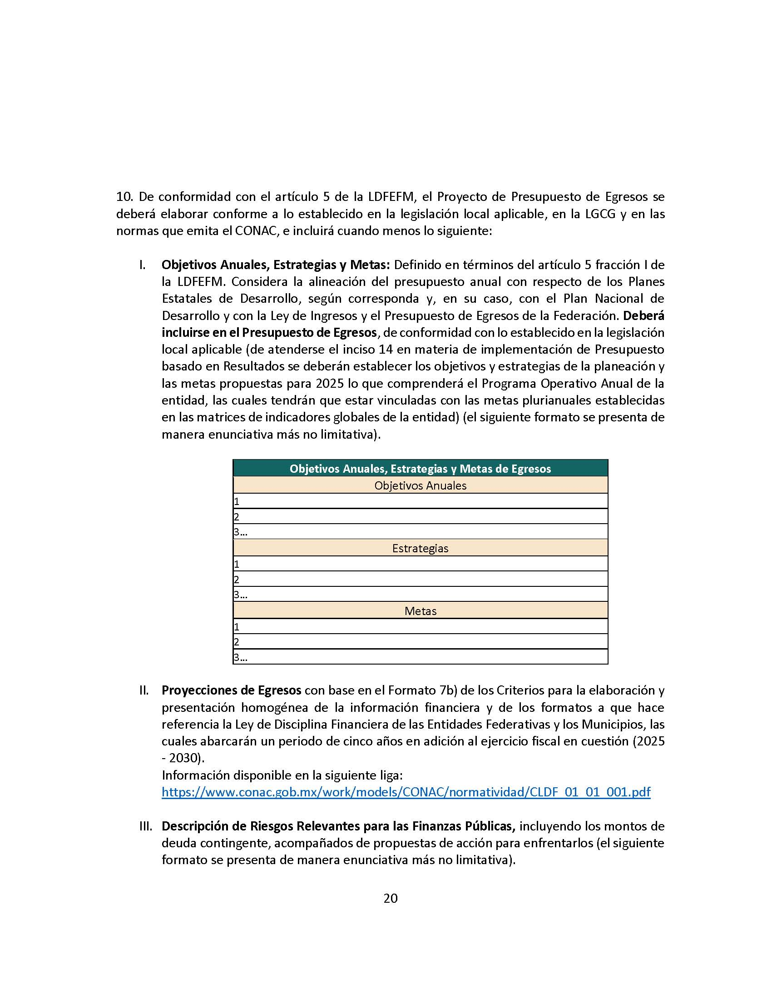 10. De conformidad con el artículo 5 de la LDFEFM, el Proyecto de Presupuesto de Egresos se
deberá elaborar conforme a lo establecido en la legislación local aplicable, en la LGCG y en las
normas que emita el CONAC, e incluirá cuando menos lo siguiente:
I. Objetivos Anuales, Estrategias y Metas: Definido en términos del artículo 5 fracción I de
la LDFEFM. Considera la alineación del presupuesto anual con respecto de los Planes
Estatales de Desarrollo, según corresponda y, en su caso, con el Plan Nacional de
Desarrollo y con la Ley de Ingresos y el Presupuesto de Egresos de la Federación. Deberá
incluirse en el Presupuesto de Egresos, de conformidad con lo establecido en la legislación
local aplicable (de atenderse el inciso 14 en materia de implementación de Presupuesto
basado en Resultados se deberán establecer los objetivos y estrategias de la planeación y
las metas propuestas para 2025 lo que comprenderá el Programa Operativo Anual de la
entidad, las cuales tendrán que estar vinculadas con las metas plurianuales establecidas
en las matrices de indicadores globales de la entidad) (el siguiente formato se presenta de
manera enunciativa más no limitativa).
Objetivos Anuales, Estrategias y Metas de Egresos
Objetivos Anuales
1
2
3...
Estrategias
1
2
3...
Metas
1
2
3...
II. Proyecciones de Egresos con base en el Formato 7b) de los Criterios para la elaboración y
presentación homogénea de la información financiera y de los formatos a que hace
referencia la Ley de Disciplina Financiera de las Entidades Federativas y los Municipios, las
cuales abarcarán un periodo de cinco años en adición al ejercicio fiscal en cuestión (2025
- 2030).
Información disponible en la siguiente liga:
https://www.conac.gob.mx/work/models/CONAC/normatividad/CLDF_01_01_001.pdf
III. Descripción de Riesgos Relevantes para las Finanzas Públicas, incluyendo los montos de
deuda contingente, acompañados de propuestas de acción para enfrentarlos (el siguiente
formato se presenta de manera enunciativa más no limitativa).
20